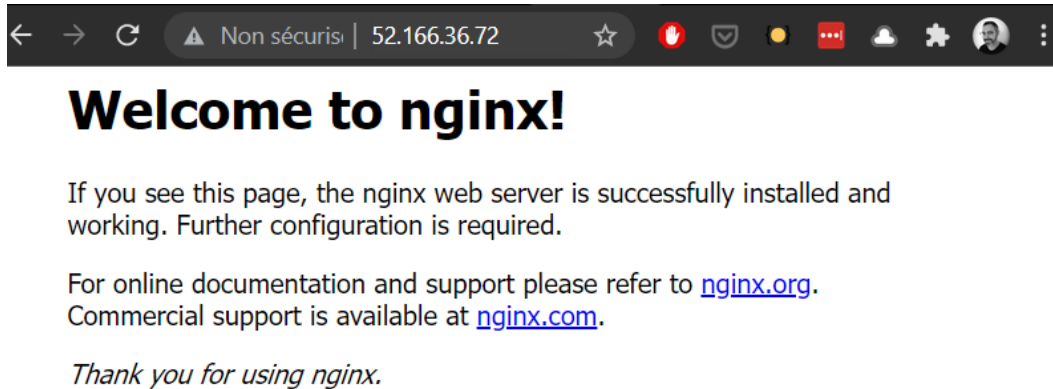 Non sécuris 52.166.36.72
Welcome to nginx!
If you see this page, the nginx web server is successfully installed and
working. Further configuration is required.
For online documentation and support please refer to nginx.org.
Commercial support is available at nginx.com.
Thank you for using nginx.